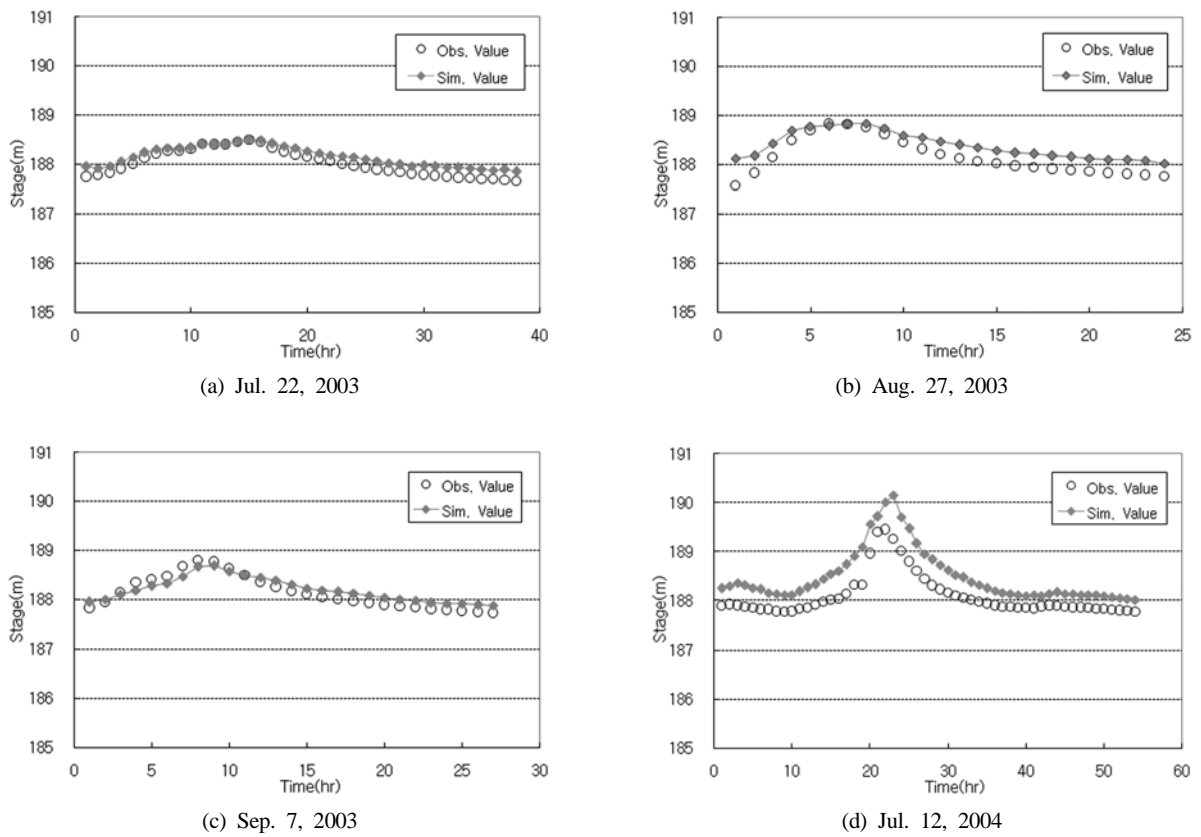 191
190
189
188
187
186
185
Stage(m)
Obs. Value
Sim. Value
0
10
20
30
40
Time(hr)
(a) Jul. 22, 2003
191
190
189
188
187
186
185
Stage(m)
Obs. Value
Sim. Value
0
5
10
15
20
25
Time(hr)
(b) Aug. 27, 2003
191
190
189
188
187
186
185
Stage(m)
Obs. Value
Sim. Value
0
5
10
15
20
25
30
Time(hr)
(c) Sep. 7, 2003
191
190
189
188
187
186
185
Stage(m)
Obs. Value
Sim. Value
0
10
20
30
40
50
60
Time(hr)
(d) Jul. 12, 2004